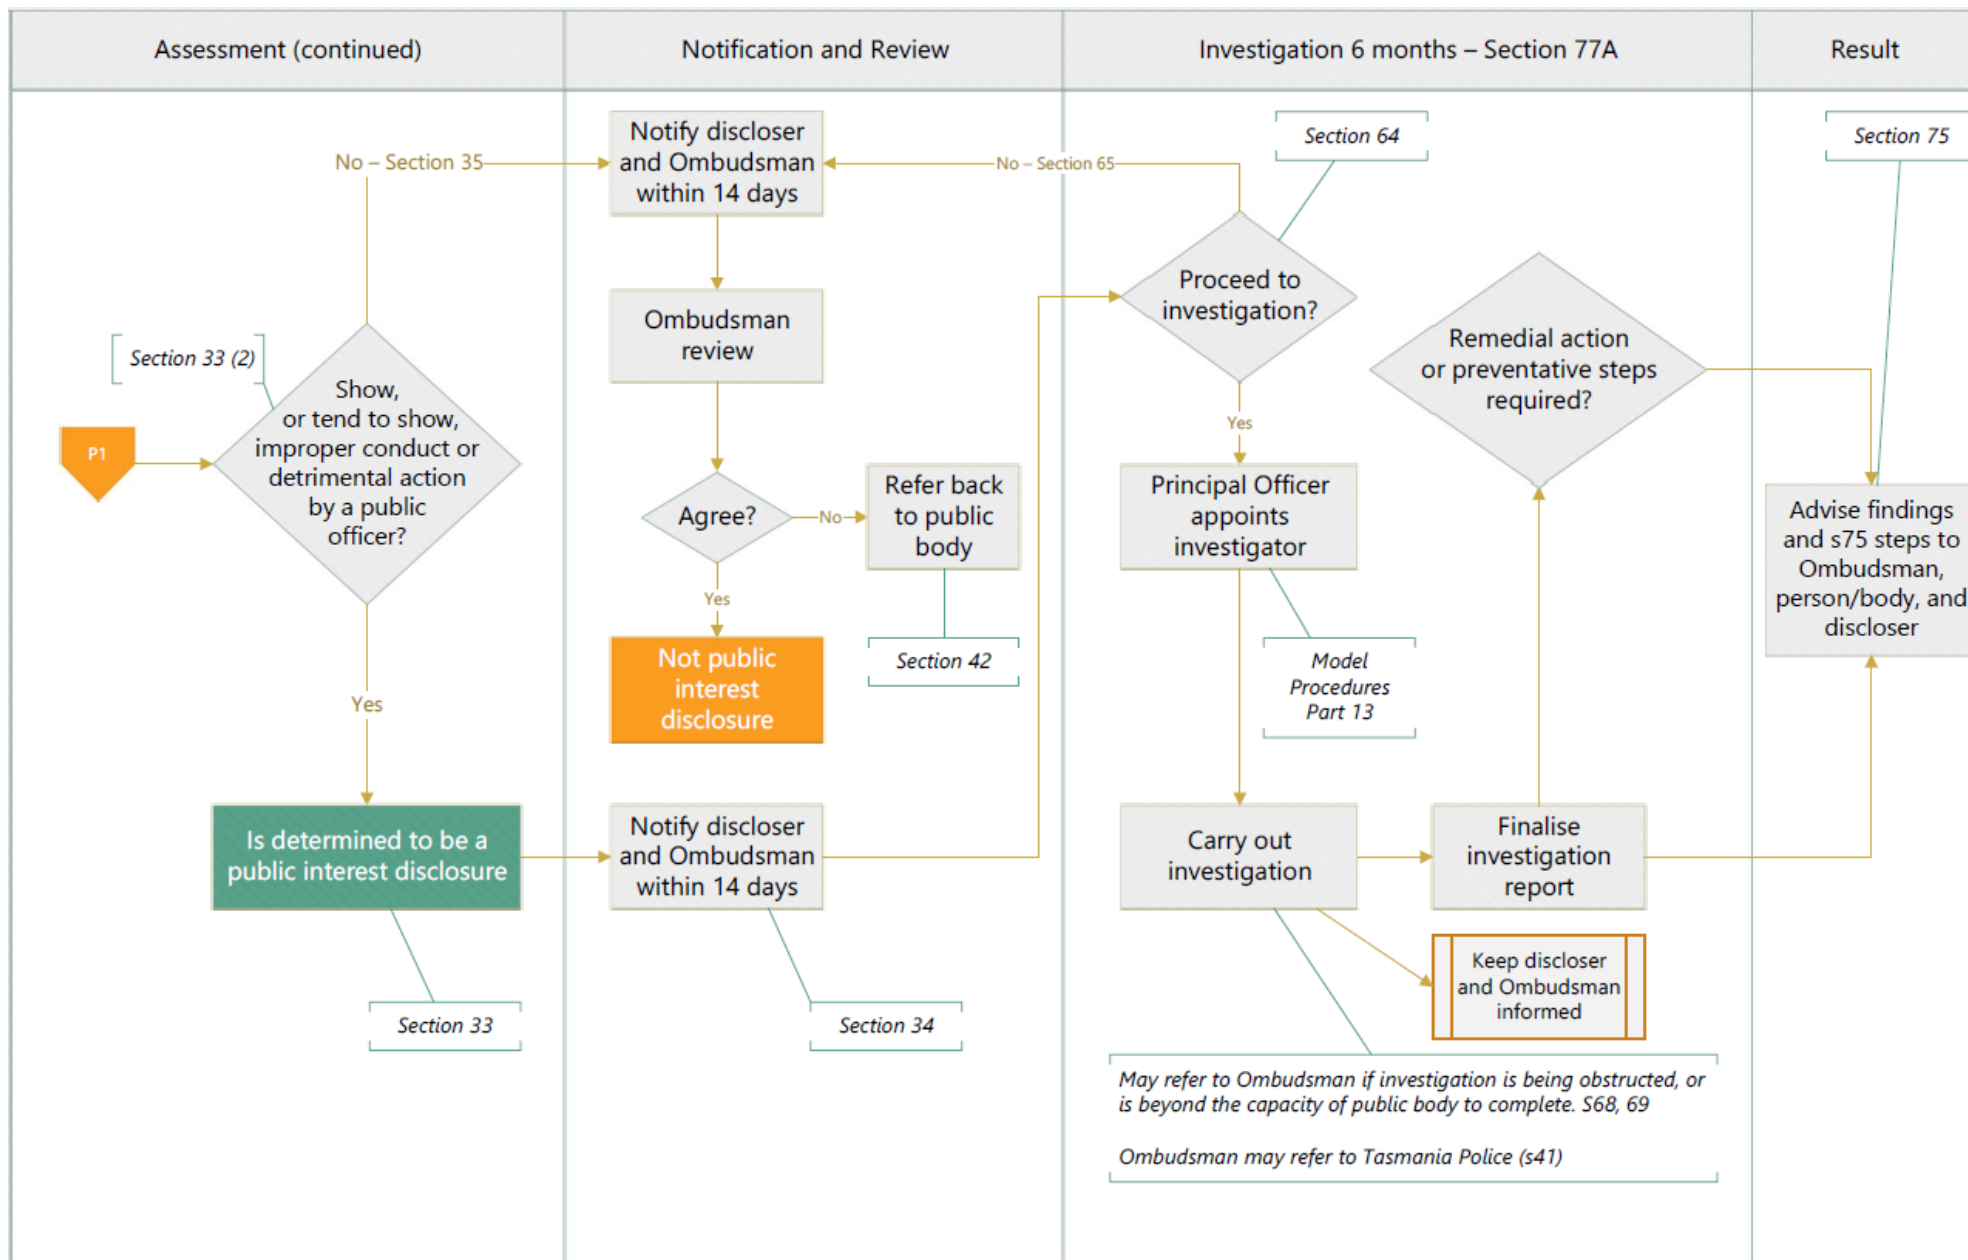 Assessment (continued)
Notification and Review
Investigation 6 months – Section 77A
Result
P1
Section 33 (2)
Show,
or tend to show,
improper conduct or
detrimental action
by a public
officer?
No – Section 35
Yes
Is determined to be a
public interest disclosure
Section 33
Notify discloser
and Ombudsman
within 14 days
Ombudsman
review
Agree?
No
Refer back
to public
body
Section 42
Yes
Not public
interest
disclosure
Notify discloser
and Ombudsman
within 14 days
Section 34
No – Section 65
Section 64
Proceed to
investigation?
Yes
Principal Officer
appoints
investigator
Model
Procedures
Part 13
Carry out
investigation
Finalise
investigation
report
Keep discloser
and Ombudsman
informed
May refer to Ombudsman if investigation is being obstructed, or
is beyond the capacity of public body to complete. S68, 69
Ombudsman may refer to Tasmania Police (s41)
Remedial action
or preventative steps
required?
Section 75
Advise findings
and s75 steps to
Ombudsman,
person/body, and
discloser